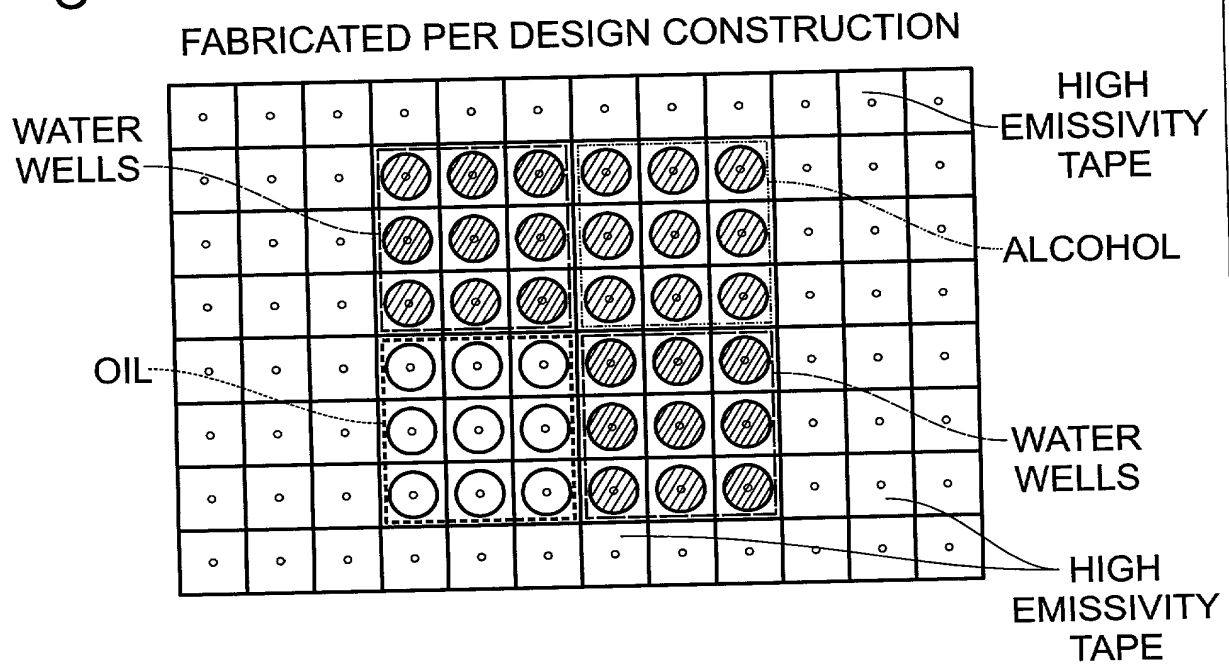 FABRICATED PER DESIGN CONSTRUCTION
WATER
WELLS
HIGH
EMISSIVITY
TAPE
ALCOHOL
OIL
WATER
WELLS
HIGH
EMISSIVITY
TAPE